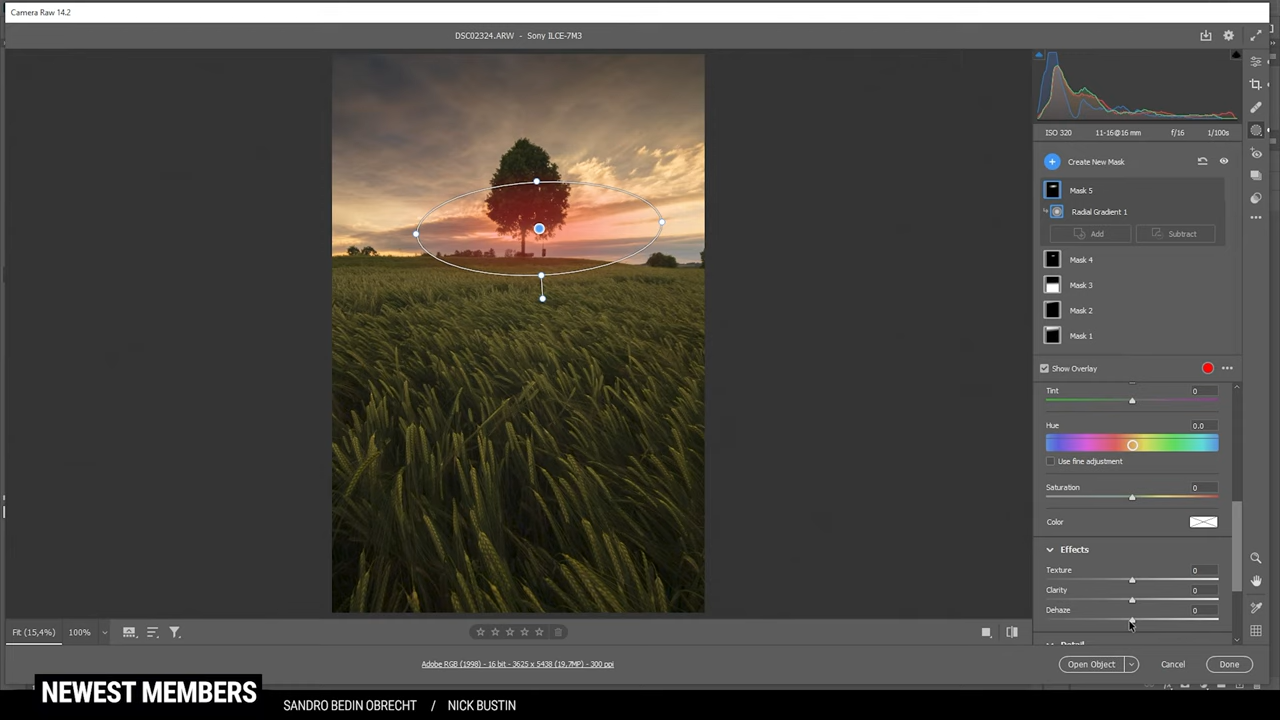 Camera Raw 14.2
DSC02324.ARW - Sony ILCE-7M3
ISO 320 11-16@16 mm f/16 1/100s
Create New Mask
Mask 5
Radial Gradient 1
Add Subtract
Mask 4
Mask 3
Mask 2
Mask 1
Show Overlay
Tint 0
Hue 0.0
Use fine adjustment
Saturation 0
Color
Effects
Texture 0
Clarity 0
Dehaze 0
Fit (15,4%) 100%
Adobe RGB (1998) - 16 bit - 3625 x 5438 (19,7MP) - 300 ppi
Open Object Cancel Done
NEWEST MEMBERS
SANDRO BEDIN OBRECHT / NICK BUSTIN